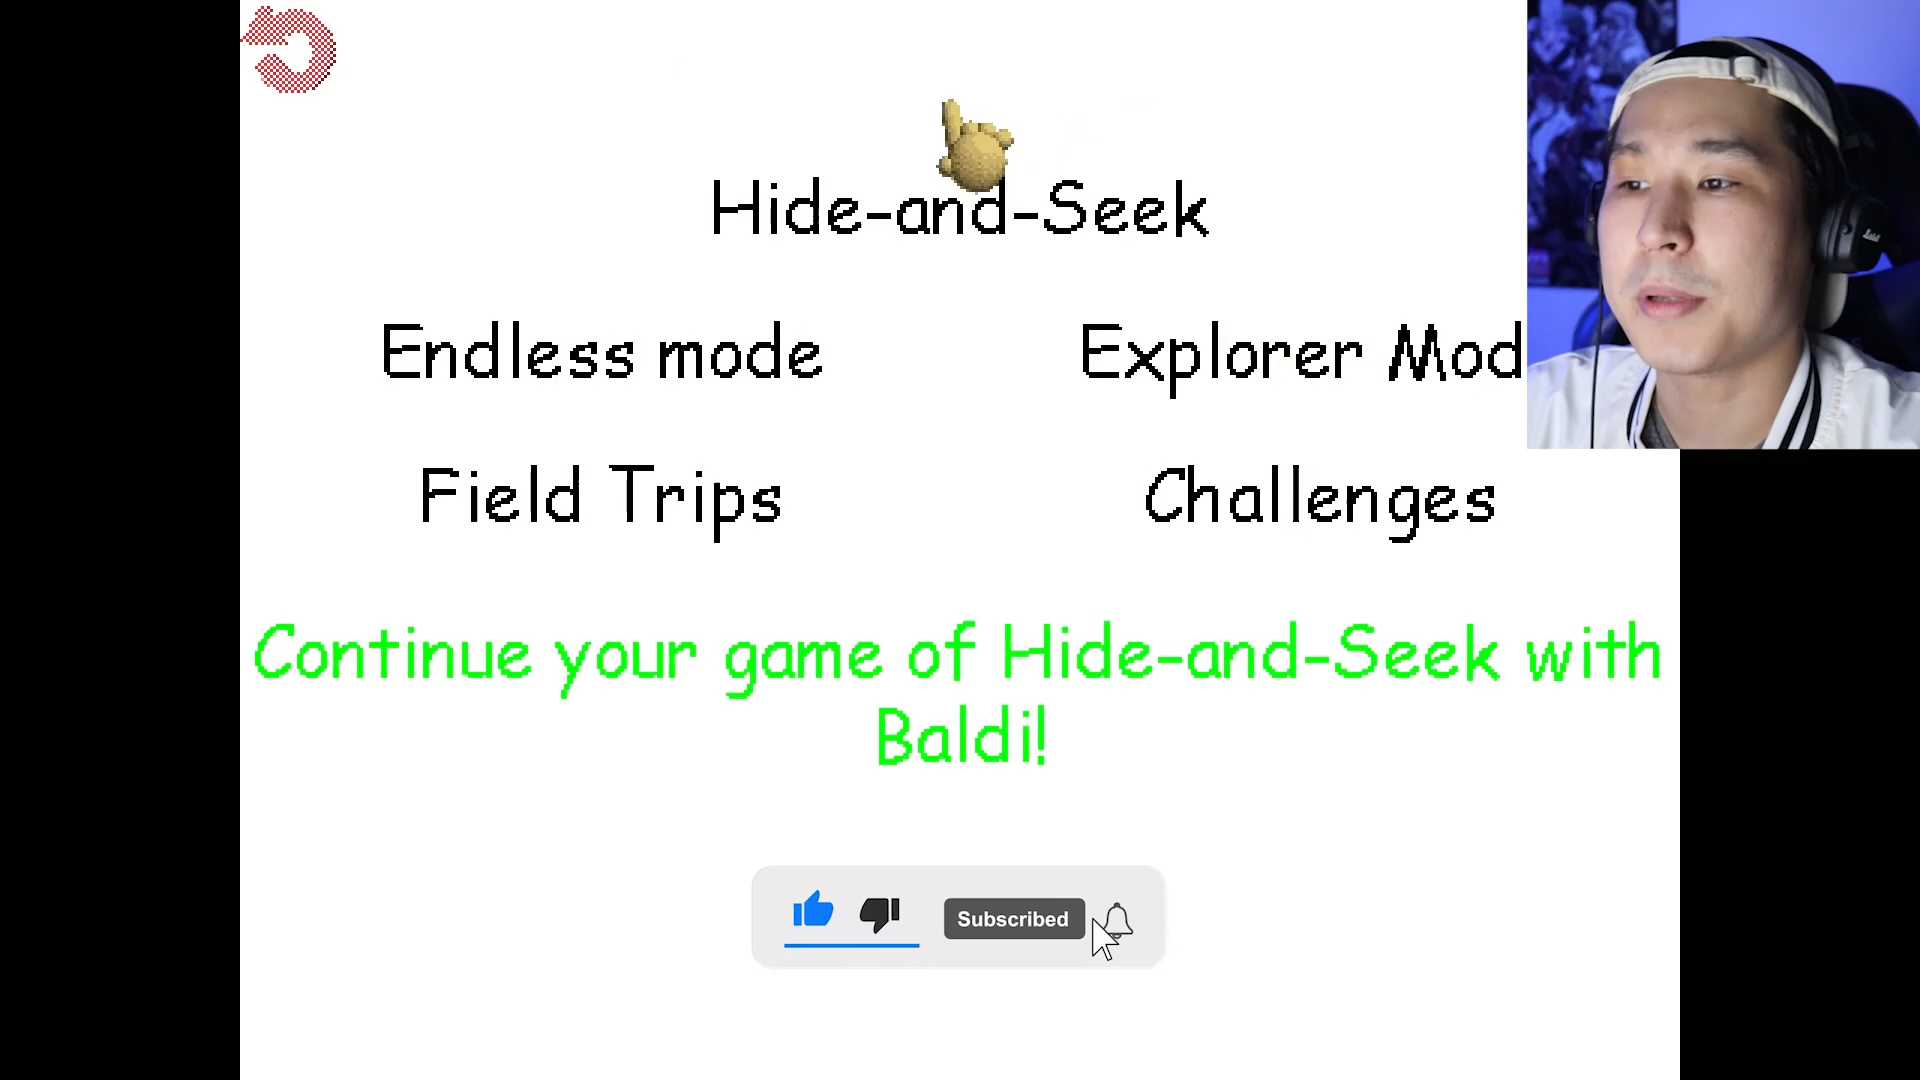 Hide-and-Seek
Endless mode
Explorer Mod
Field Trips
Challenges
Continue your game of Hide-and-Seek with
Baldi!
Subscribed
Marshall